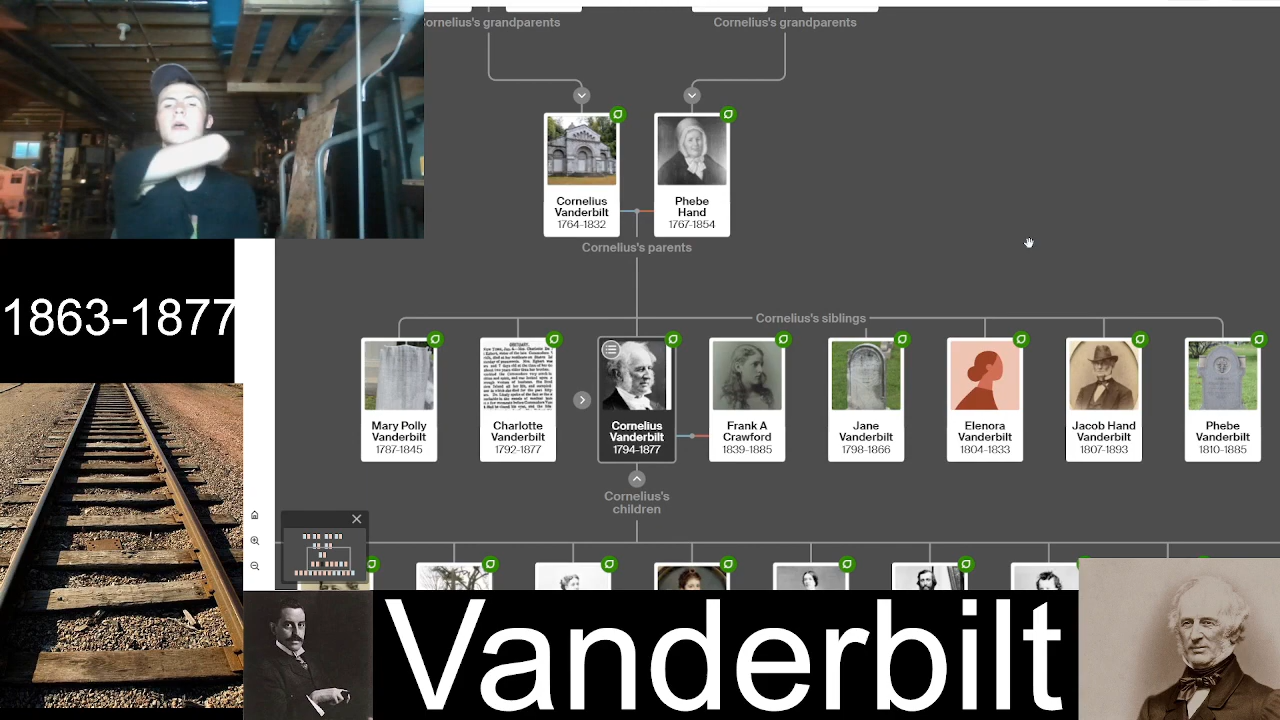 Cornelius's grandparents
Cornelius's grandparents
Cornelius
Vanderbilt
1764-1832
Phebe
Hand
1767-1854
Cornelius's parents
1863-1877
Cornelius's siblings
Mary Polly
Vanderbilt
1787-1845
Charlotte
Vanderbilt
1792-1877
Cornelius
Vanderbilt
1794-1877
Frank A
Crawford
1839-1885
Jane
Vanderbilt
1798-1866
Elenora
Vanderbilt
1804-1833
Jacob Hand
Vanderbilt
1807-1893
Phebe
Vanderbilt
1810-1885
Cornelius's
children
Vanderbilt